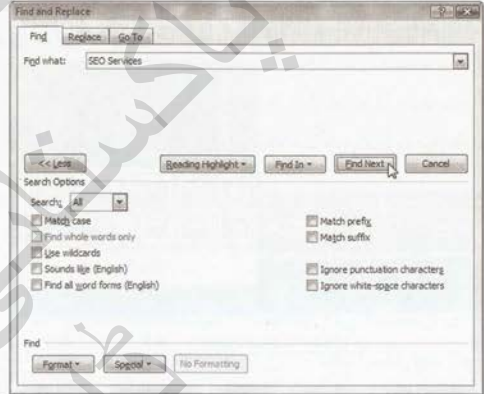 Find and Replace
Find Replace Go To
Find what: SEO Services
<< Less Reading Highlight Find In Find Next Cancel
Search Options
Search: All
Match case Match prefix
Find whole words only Match suffix
Use wildcards
Sounds like (English) Ignore punctuation characters
Find all word forms (English) Ignore white-space characters
Find
Format Special No Formatting